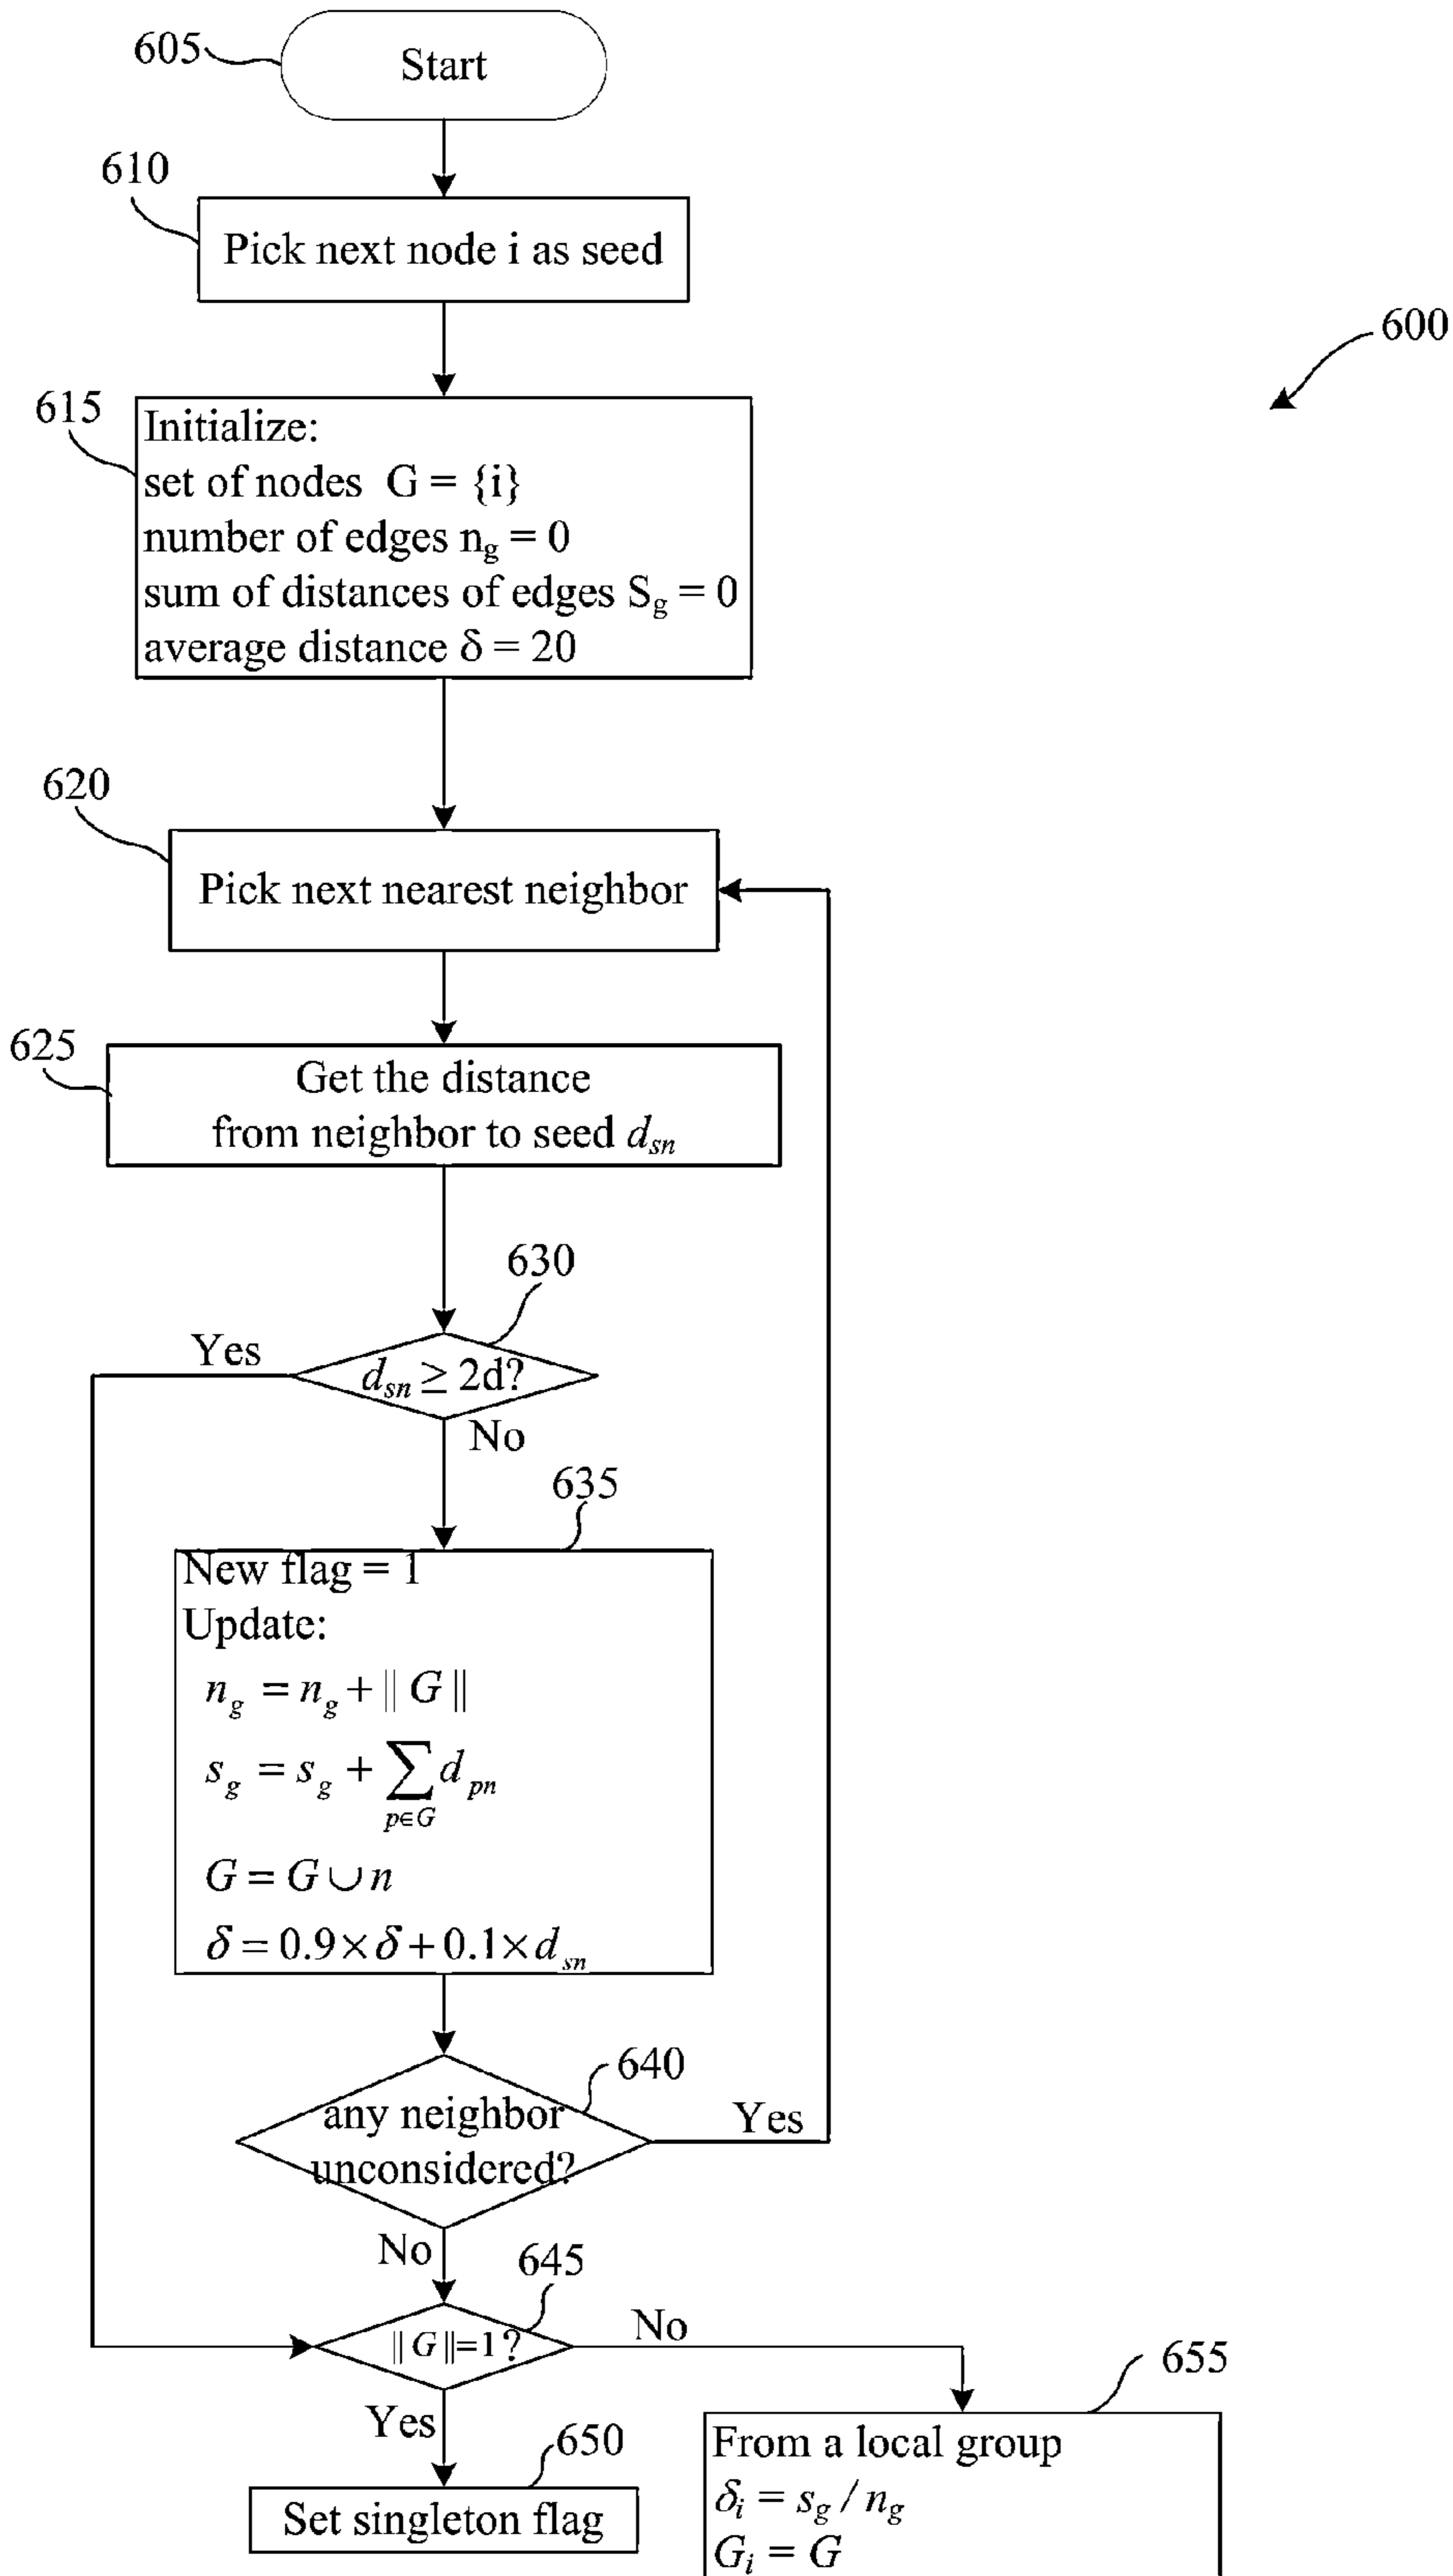 605
Start
610
Pick next node i as seed
600
615
Initialize:
set of nodes G = {i}
number of edges n_g = 0
sum of distances of edges S_g = 0
average distance δ = 20
620
Pick next nearest neighbor
625
Get the distance
from neighbor to seed d_sn
630
Yes
d_sn ≥ 2d?
No
635
New flag = 1
Update:
n_g = n_g + || G ||
s_g = s_g + ∑_{p∈G} d_pn
G = G ∪ n
δ = 0.9 × δ + 0.1 × d_sn
640
any neighbor
unconsidered?
Yes
No
645
|| G ||=1?
No
655
Yes
650
Set singleton flag
From a local group
δ_i = s_g / n_g
G_i = G